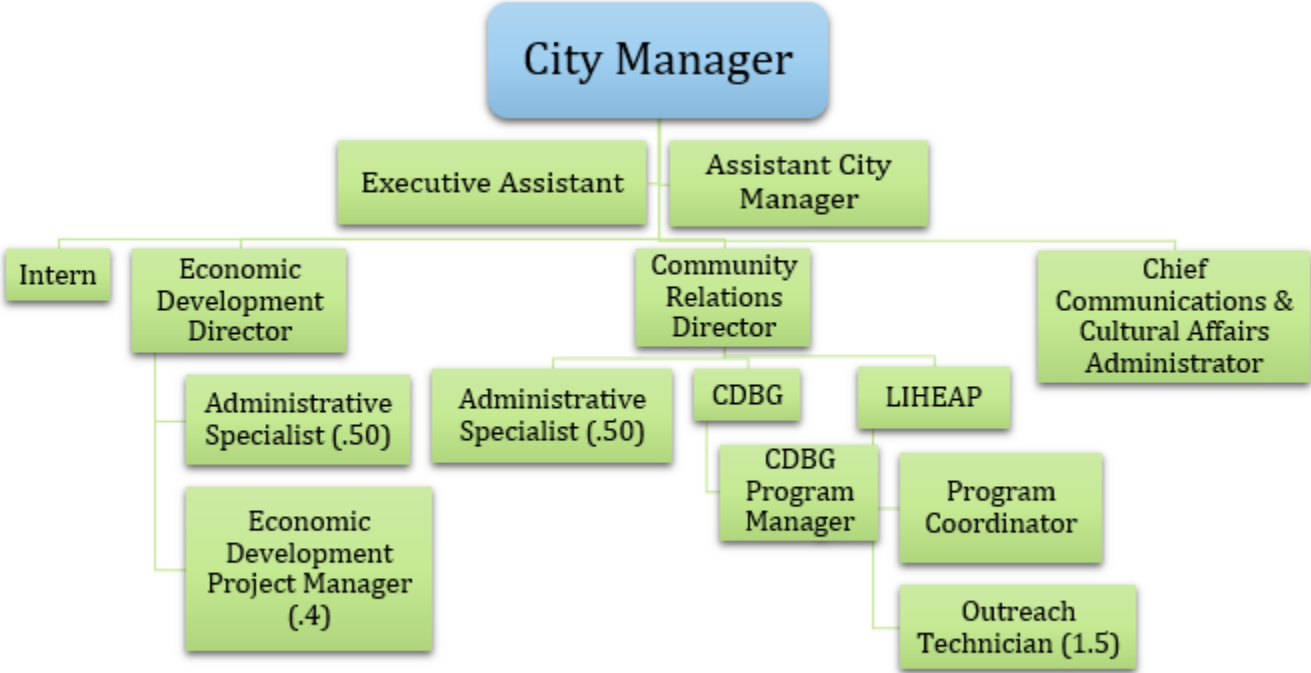 City Manager
Executive Assistant
Assistant City
Manager
Intern
Economic
Development
Director
Community
Relations
Director
Chief
Communications &
Cultural Affairs
Administrator
Administrative
Specialist (.50)
Economic
Development
Project Manager
(.4)
Administrative
Specialist (.50)
CDBG
CDBG
Program
Manager
LIHEAP
Program
Coordinator
Outreach
Technician (1.5)